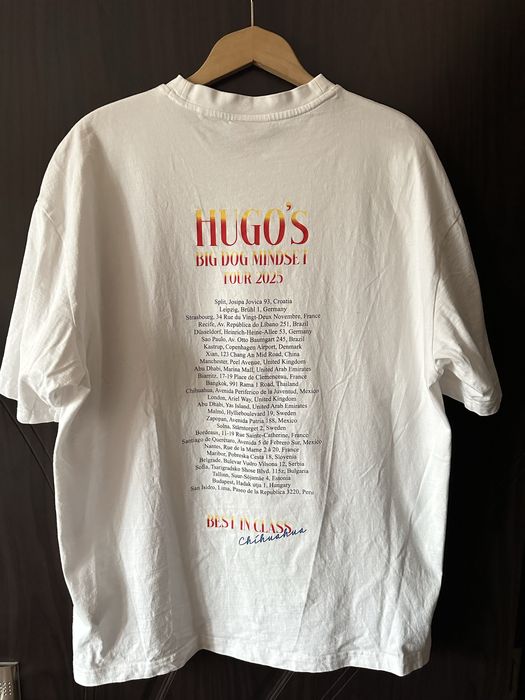 HUGO'S
BIG DOG MINDSET
TOUR 2025
Split, Josipa Jovica 93, Croatia
Leipzig, Brühl 1, Germany
Strasbourg, 34 Rue du Vingt-Deux Novembre, France
Recife, Av. República do Líbano 251, Brazil
Düsseldorf, Heinrich-Heine-Allee 53, Germany
Sao Paulo, Av. Otto Baumgart 245, Brazil
Kastrup, Copenhagen Airport, Denmark
Xian, 123 Chang An Mid Road, China
Manchester, Peel Avenue, United Kingdom
Abu Dhabi, Marina Mall, United Arab Emirates
Biarritz, 17-19 Place de Clemenceau, France
Bangkok, 991 Rama 1 Road, Thailand
Chihuahua, Avenida Periferico de la Juventud, Mexico
London, Ariel Way, United Kingdom
Abu Dhabi, Yas Island, United Arab Emirates
Malmö, Hyllieboulevard 19, Sweden
Zapopan, Avenida Patria 188, Mexico
Solna, Stjärntorget 2, Sweden
Bordeaux, 11-19 Rue Sainte-Catherine, France
Santiago de Querétaro, Avenida 5 de Febrero Sur, Mexico
Nantes, Rue de la Marne 2 à 20, France
Maribor, Pobreska Cesta 18, Slovenia
Belgrade, Bulevar Vudro Vilsona 12, Serbia
Sofia, Tsarigradsko Shose Blvd. 115z, Bulgaria
Tallinn, Suur-Sõjamäe 4, Estonia
Budapest, Hadak útja 1, Hungary
San Isidro, Lima, Paseo de la Republica 3220, Peru
BEST IN CLASS
Chihuahua